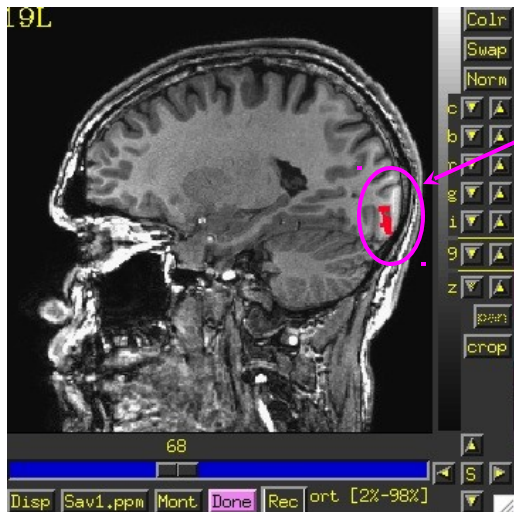 19L
Colr
Swap
Norm
c
b
r
g
i
9
z
pan
crop
68
S
Disp Sav1.ppm Mont Done Rec ort [2%-98%]